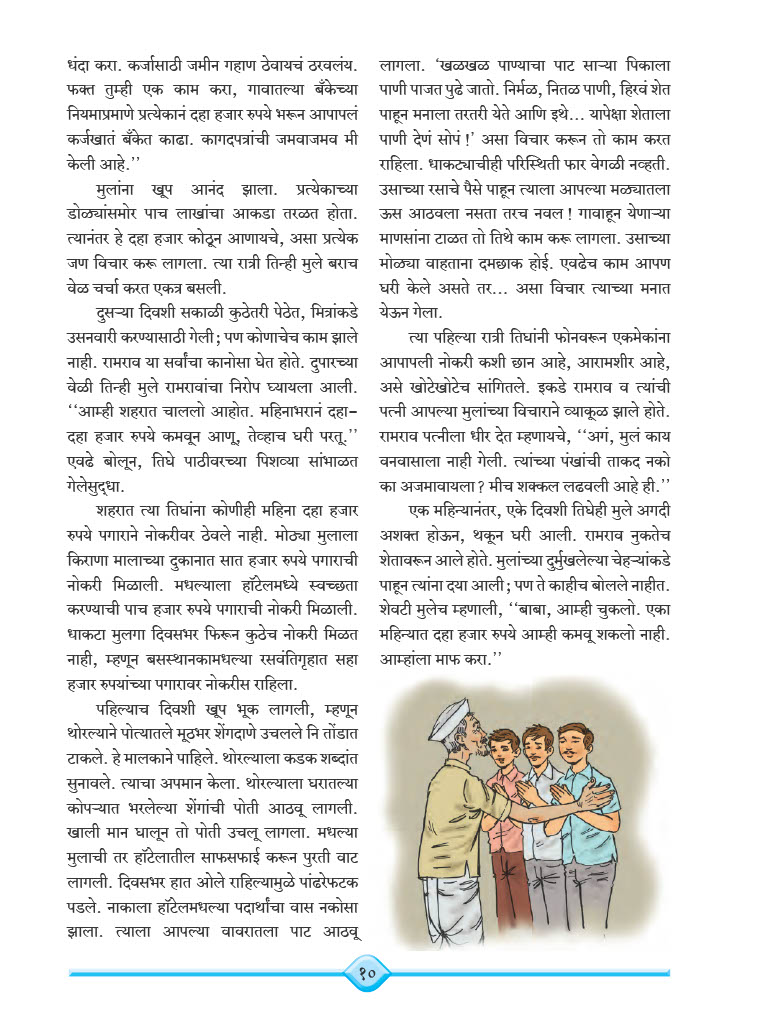 धंदा करा. कर्जासाठी जमीन गहाण ठेवायचं ठरवलंय.
फक्त तुम्ही एक काम करा, गावातल्या बँकेच्या
नियमाप्रमाणे प्रत्येकानं दहा हजार रुपये भरून आपापलं
कर्जखातं बँकेत काढा. कागदपत्रांची जमवाजमव मी
केली आहे.’’
मुलांना खूप आनंद झाला. प्रत्येकाच्या
डोळ्यांसमोर पाच लाखांचा आकडा तरळत होता.
त्यानंतर हे दहा हजार कोठून आणायचे, असा प्रत्येक
जण विचार करू लागला. त्या रात्री तिन्ही मुले बराच
वेळ चर्चा करत एकत्र बसली.
दुसऱ्या दिवशी सकाळी कुठेतरी पेठेत, मित्रांकडे
उसनवारी करण्यासाठी गेली; पण कोणाचेच काम झाले
नाही. रामराव या सर्वांचा कानोसा घेत होते. दुपारच्या
वेळी तिन्ही मुले रामरावांचा निरोप घ्यायला आली.
‘‘आम्ही शहरात चाललो आहोत. महिनाभरानं दहा-
दहा हजार रुपये कमवून आणू, तेव्हाच घरी परतू.’’
एवढे बोलून, तिघे पाठीवरच्या पिशव्या सांभाळत
गेलेसुद्धा.
शहरात त्या तिघांना कोणीही महिना दहा हजार
रुपये पगाराने नोकरीवर ठेवले नाही. मोठ्या मुलाला
किराणा मालाच्या दुकानात सात हजार रुपये पगाराची
नोकरी मिळाली. मधल्याला हॉटेलमध्ये स्वच्छता
करण्याची पाच हजार रुपये पगाराची नोकरी मिळाली.
धाकटा मुलगा दिवसभर फिरून कुठेच नोकरी मिळत
नाही, म्हणून बसस्थानकामधल्या रसवंतिगृहात सहा
हजार रुपयांच्या पगारावर नोकरीस राहिला.
पहिल्याच दिवशी खूप भूक लागली, म्हणून
थोरल्याने पोत्यातले मूठभर शेंगदाणे उचलले नि तोंडात
टाकले. हे मालकाने पाहिले. थोरल्याला कडक शब्दांत
सुनावले. त्याचा अपमान केला. थोरल्याला घरातल्या
कोपऱ्यात भरलेल्या शेंगांची पोती आठवू लागली.
खाली मान घालून तो पोती उचलू लागला. मधल्या
मुलाची तर हॉटेलातील साफसफाई करून पुरती वाट
लागली. दिवसभर हात ओले राहिल्यामुळे पांढरेफटक
पडले. नाकाला हॉटेलमधल्या पदार्थांचा वास नकोसा
झाला. त्याला आपल्या वावरातला पाट आठवू
लागला. ‘खळखळ पाण्याचा पाट साऱ्या पिकाला
पाणी पाजत पुढे जातो. निर्मळ, नितळ पाणी, हिरवं शेत
पाहून मनाला तरतरी येते आणि इथे... यापेक्षा शेताला
पाणी देणं सोपं !’ असा विचार करून तो काम करत
राहिला. धाकट्याचीही परिस्थिती फार वेगळी नव्हती.
उसाच्या रसाचे पैसे पाहून त्याला आपल्या मळ्यातला
ऊस आठवला नसता तरच नवल ! गावाहून येणाऱ्या
माणसांना टाळत तो तिथे काम करू लागला. उसाच्या
मोळ्या वाहताना दमछाक होई. एवढेच काम आपण
घरी केले असते तर... असा विचार त्याच्या मनात
येऊन गेला.
त्या पहिल्या रात्री तिघांनी फोनवरून एकमेकांना
आपापली नोकरी कशी छान आहे, आरामशीर आहे,
असे खोटेखोटेच सांगितले. इकडे रामराव व त्यांची
पत्नी आपल्या मुलांच्या विचाराने व्याकूळ झाले होते.
रामराव पत्नीला धीर देत म्हणायचे, ‘‘अगं, मुलं काय
वनवासाला नाही गेली. त्यांच्या पंखांची ताकद नको
का अजमावायला ? मीच शक्कल लढवली आहे ही.’’
एक महिन्यानंतर, एके दिवशी तिघेही मुले अगदी
अशक्त होऊन, थकून घरी आली. रामराव नुकतेच
शेतावरून आले होते. मुलांच्या दुर्मुखलेल्या चेहऱ्यांकडे
पाहून त्यांना दया आली; पण ते काहीच बोलले नाहीत.
शेवटी मुलेच म्हणाली, ‘‘बाबा, आम्ही चुकलो. एका
महिन्यात दहा हजार रुपये आम्ही कमवू शकलो नाही.
आम्हांला माफ करा.’’
१०